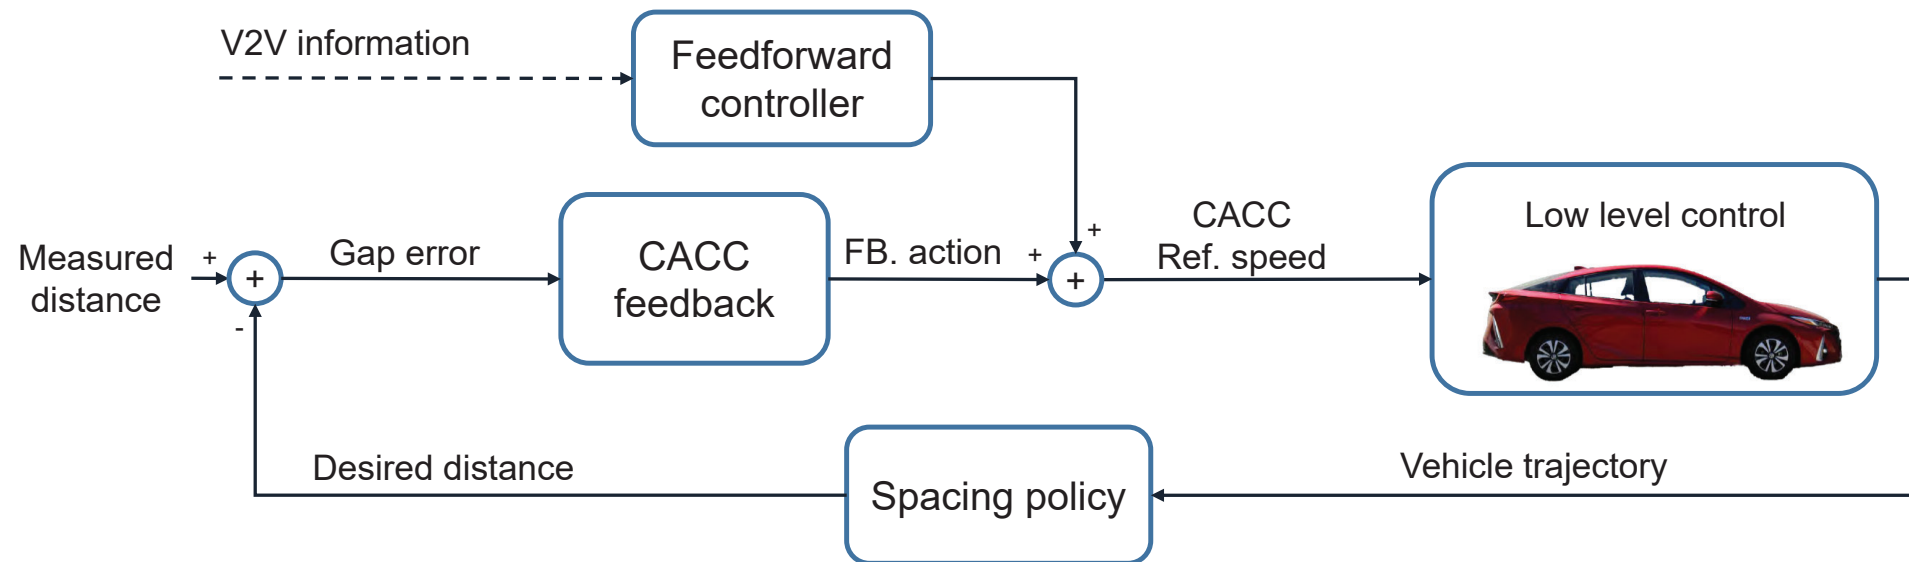 V2V information
Feedforward
controller
+
Measured
distance
+
+
-
Gap error
CACC
feedback
FB. action
+
+
CACC
Ref. speed
Low level control
Desired distance
Spacing policy
Vehicle trajectory